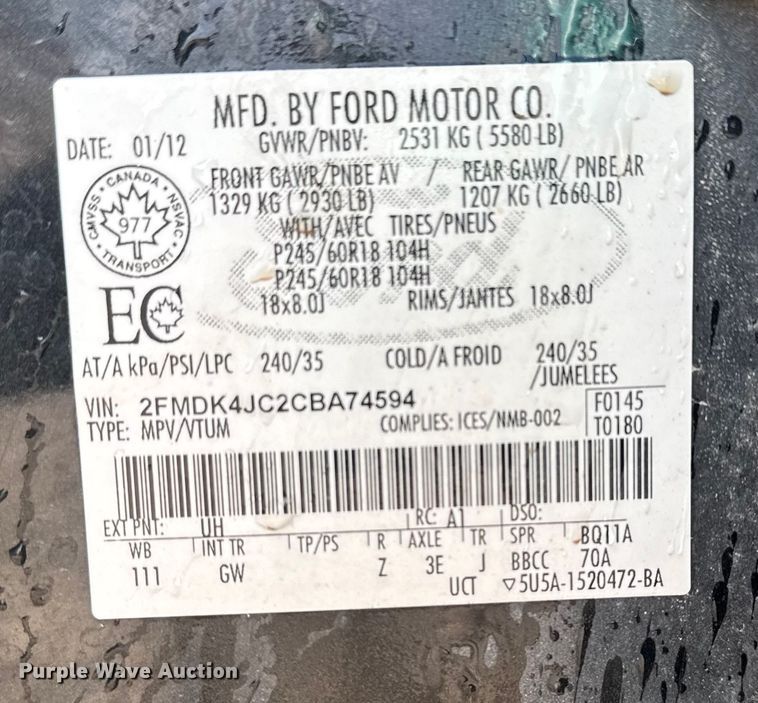 MFD. BY FORD MOTOR CO.
DATE: 01/12
GVWR/PNBV: 2531 KG ( 5580 LB)
FRONT GAWR/PNBE AV / REAR GAWR/ PNBE AR
1329 KG ( 2930 LB) 1207 KG ( 2660 LB)
CANADA
CMVSS NSVAC
977
TRANSPORT
WITH/AVEC TIRES/PNEUS
P245/60R18 104H
P245/60R18 104H
EC
18x8.0J RIMS/JANTES 18x8.0J
AT/A kPa/PSI/LPC 240/35 COLD/A FROID 240/35
/JUMELEES
VIN: 2FMDK4JC2CBA74594 F0145
TYPE: MPV/VTUM COMPLIES: ICES/NMB-002 T0180
EXT PNT: UH RC: A1 DSO:
WB INT TR TP/PS R AXLE TR SPR BQ11A
111 GW Z 3E J BBCC 70A
UCT ▽5U5A-1520472-BA
Purple Wave Auction